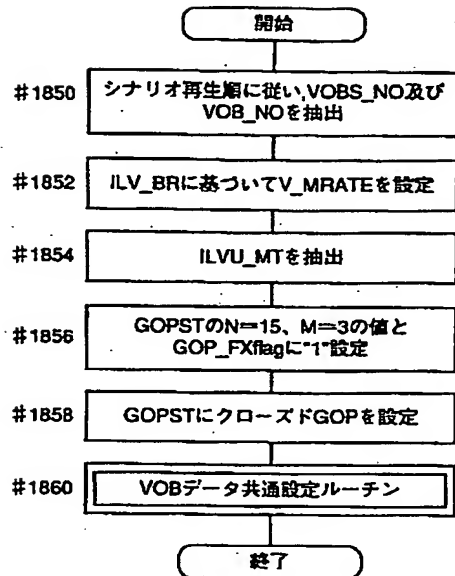 開始
#1850
シナリオ再生順に従い,VOBS_NO及び
VOB_NOを抽出
#1852
ILV_BRに基づいてV_MRATEを設定
#1854
ILVU_MTを抽出
#1856
GOPSTのN=15、M=3の値と
GOP_FXflagに"1"設定
#1858
GOPSTにクローズドGOPを設定
#1860
VOBデータ共通設定ルーチン
終了